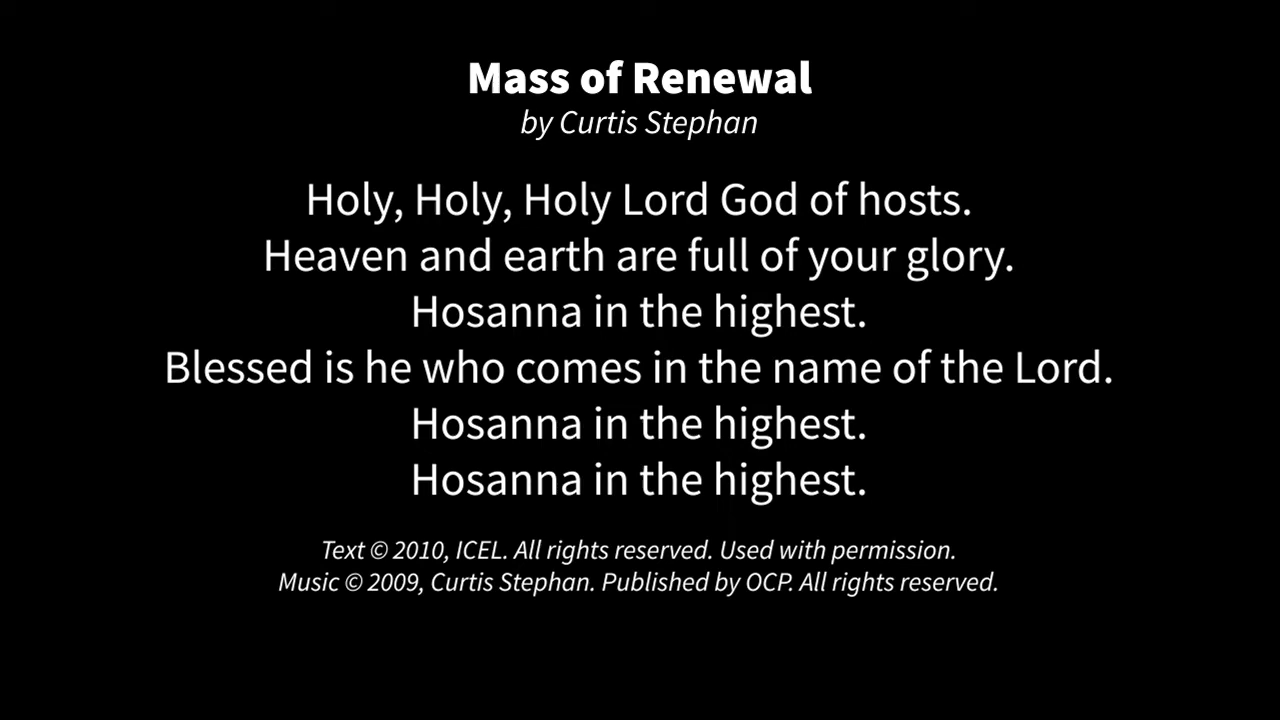 Mass of Renewal
by Curtis Stephan
Holy, Holy, Holy Lord God of hosts.
Heaven and earth are full of your glory.
Hosanna in the highest.
Blessed is he who comes in the name of the Lord.
Hosanna in the highest.
Hosanna in the highest.
Text © 2010, ICEL. All rights reserved. Used with permission.
Music © 2009, Curtis Stephan. Published by OCP. All rights reserved.